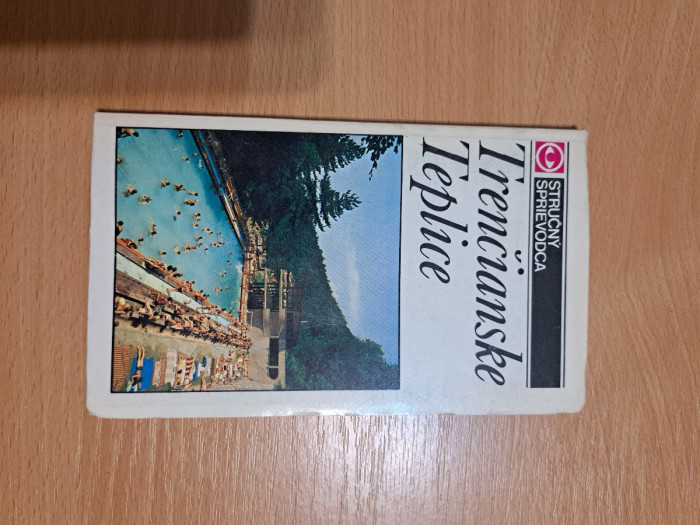 STRUČNÝ
SPRIEVODCA
Trenčianske
Teplice